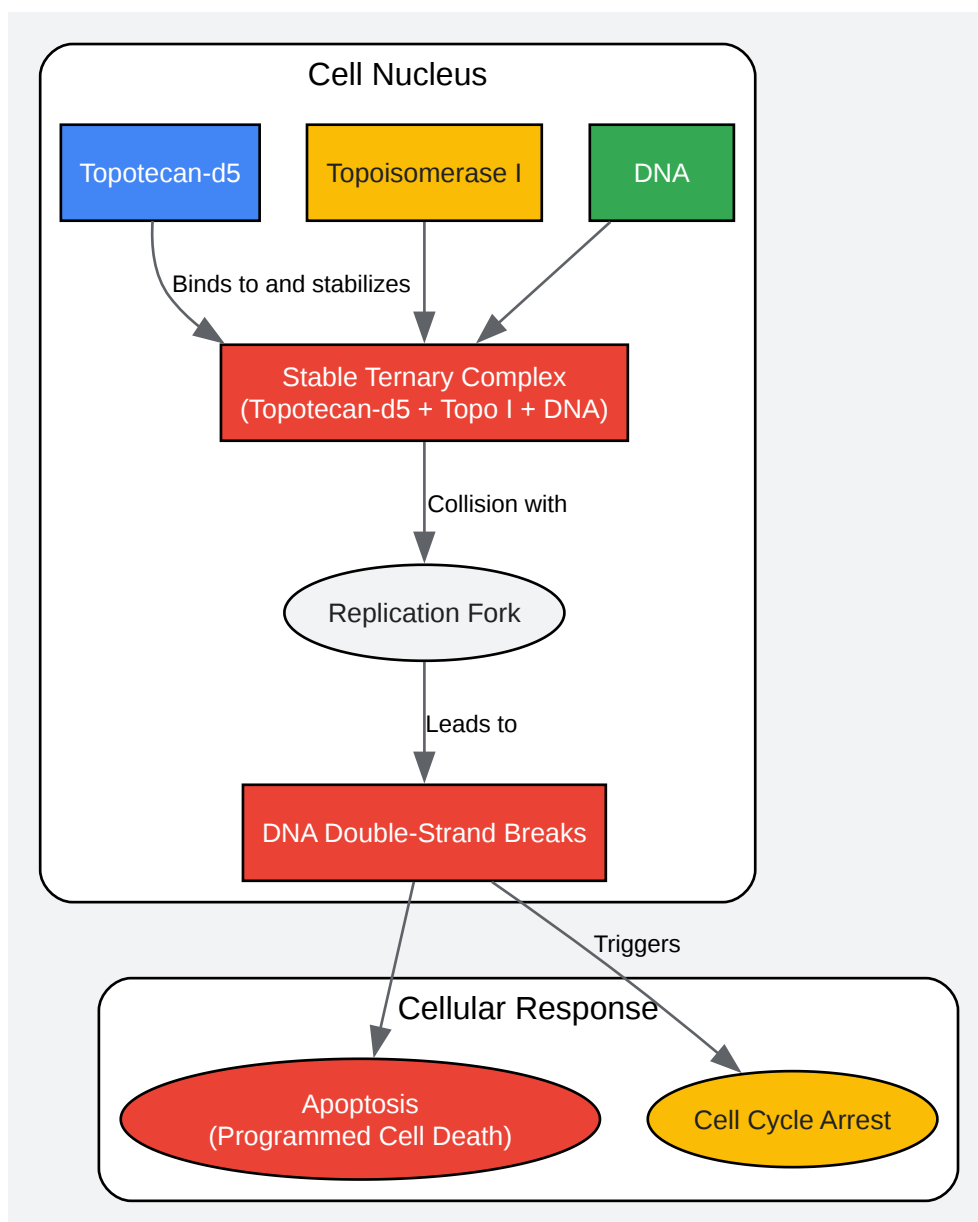 Cell Nucleus
Topotecan-d5
Topoisomerase I
DNA
Binds to and stabilizes
Stable Ternary Complex
(Topotecan-d5 + Topo I + DNA)
Collision with
Replication Fork
Leads to
DNA Double-Strand Breaks
Triggers
Cellular Response
Apoptosis
(Programmed Cell Death)
Cell Cycle Arrest